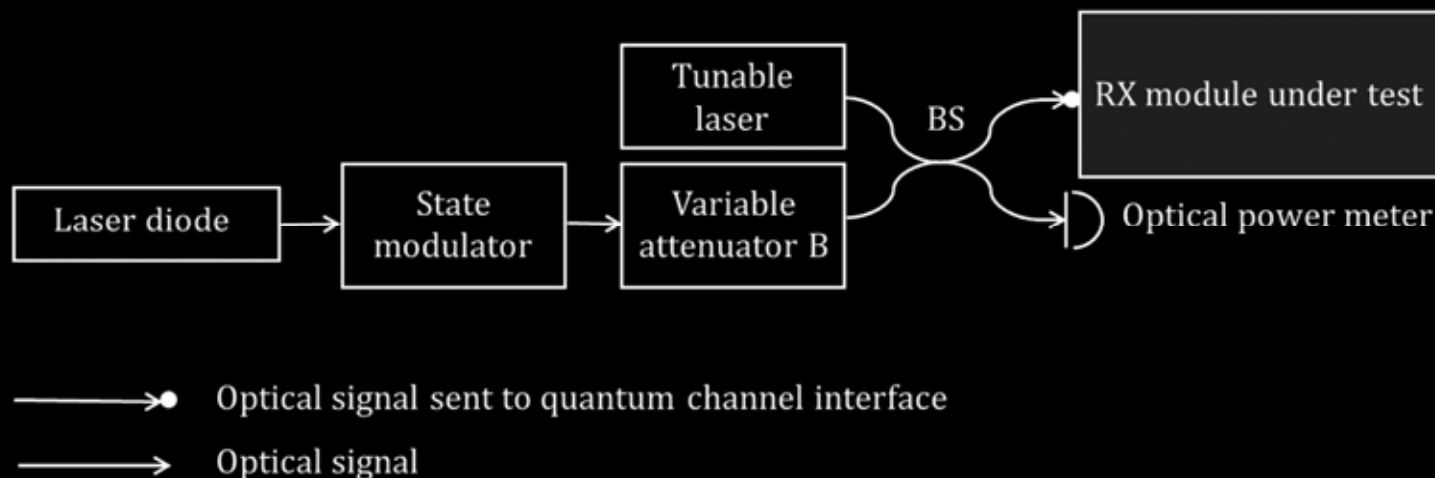 Tunable
laser
BS
RX module under test
Laser diode
State
modulator
Variable
attenuator B
Optical power meter
Optical signal sent to quantum channel interface
Optical signal